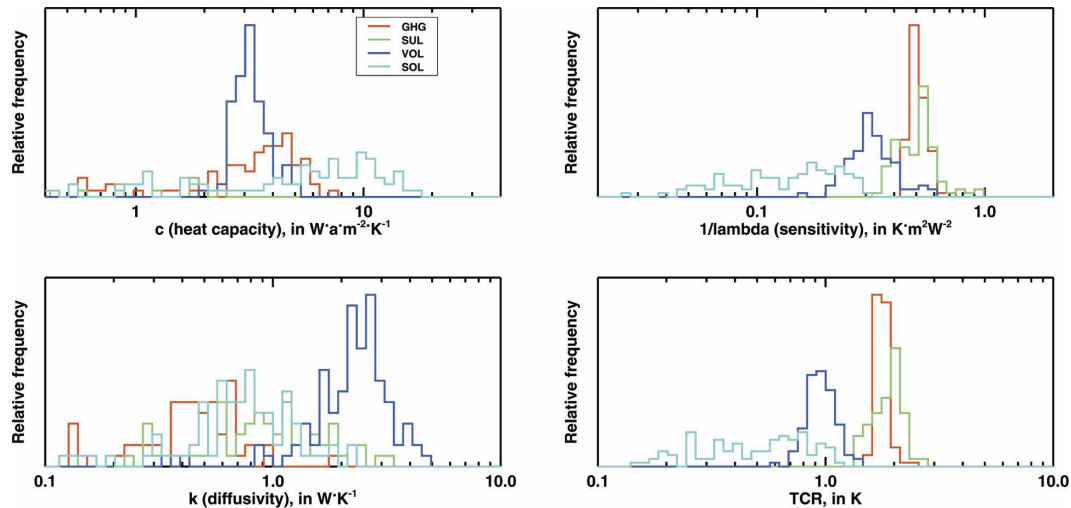 Relative frequency
GHG
SUL
VOL
SOL
1
10
c (heat capacity), in W*a*m-2*K-1
Relative frequency
0.1
1.0
1/lambda (sensitivity), in K*m2W-2
Relative frequency
0.1
1.0
10.0
k (diffusivity), in W*K-1
Relative frequency
0.1
1.0
10.0
TCR, in K